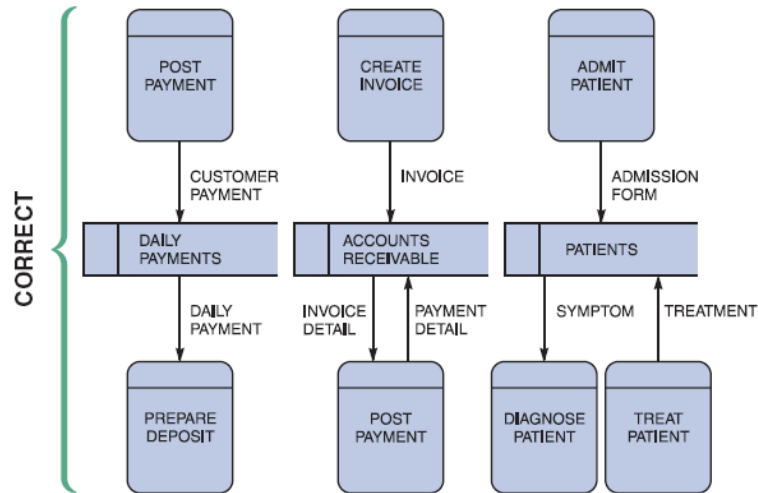 CORRECT
POST
PAYMENT
CUSTOMER
PAYMENT
DAILY
PAYMENTS
DAILY
PAYMENT
PREPARE
DEPOSIT
CREATE
INVOICE
INVOICE
ACCOUNTS
RECEIVABLE
INVOICE
DETAIL
PAYMENT
DETAIL
POST
PAYMENT
ADMIT
PATIENT
ADMISSION
FORM
PATIENTS
SYMPTOM
TREATMENT
DIAGNOSE
PATIENT
TREAT
PATIENT